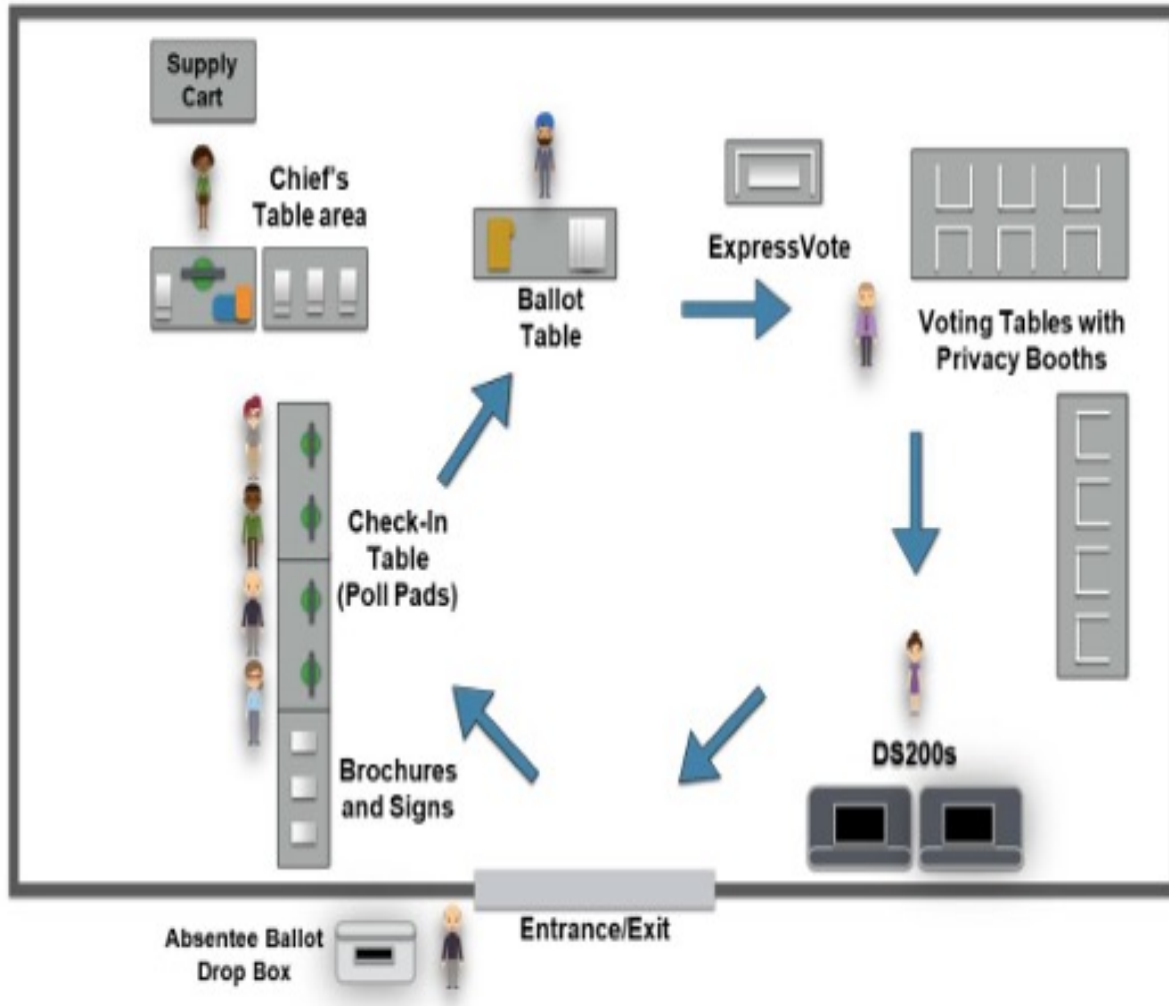 Supply
Cart
Chief's
Table area
Ballot
Table
ExpressVote
Voting Tables with
Privacy Booths
Check-In
Table
(Poll Pads)
Brochures
and Signs
DS200s
Entrance/Exit
Absentee Ballot
Drop Box